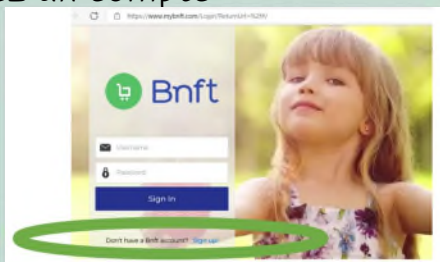 un compte
https://www.mybnft.com/Login?ReturnUrl=%2fM/
Bnft
Username
Password
Sign In
Don't have a Bnft account? Sign up!